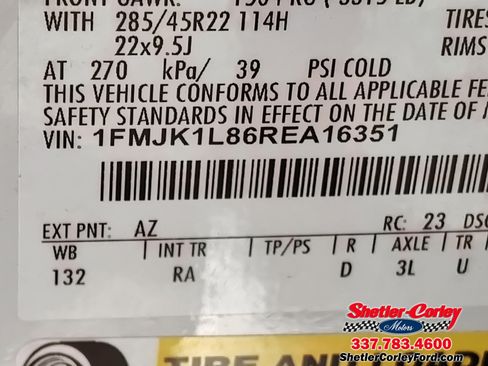 WITH 285/45R22 114H TIRES
22x9.5J RIMS
AT 270 kPa/ 39 PSI COLD
THIS VEHICLE CONFORMS TO ALL APPLICABLE
SAFETY STANDARDS IN EFFECT ON THE DATE OF
VIN: 1FMJK1L86REA16351
EXT PNT: AZ RC: 23
WB INT TR TP/PS R AXLE TR
132 RA D 3L U
Shetler-Corley
Motors
337.783.4600
ShetlerCorleyFord.com
TIRE AND